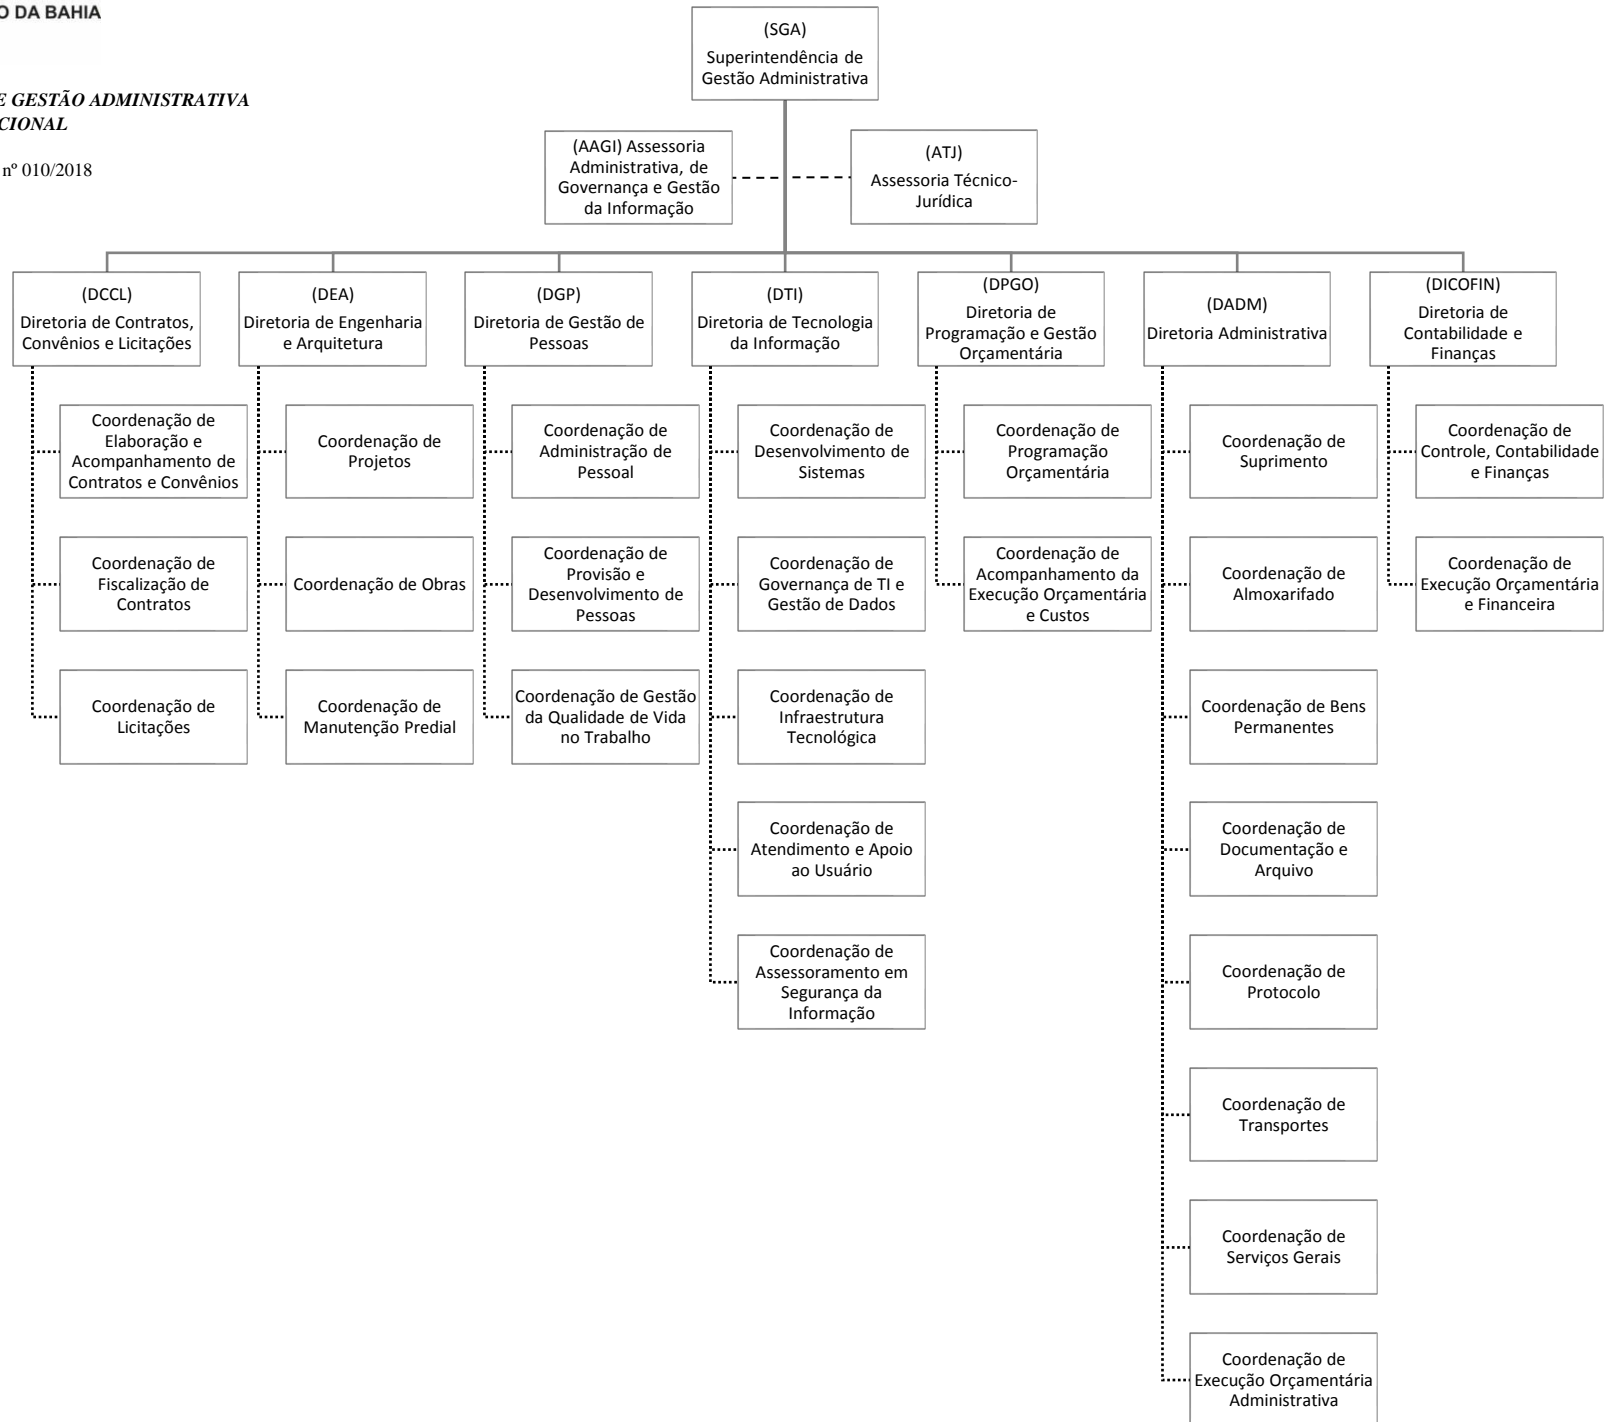 O DA BAHIA
E GESTÃO ADMINISTRATIVA
CIONAL
nº 010/2018
(SGA)
Superintendência de
Gestão Administrativa
(AAGI) Assessoria
Administrativa, de
Governança e Gestão
da Informação
(ATJ)
Assessoria Técnico-
Jurídica
(DCCL)
Diretoria de Contratos,
Convênios e Licitações
(DEA)
Diretoria de Engenharia
e Arquitetura
(DGP)
Diretoria de Gestão de
Pessoas
(DTI)
Diretoria de Tecnologia
da Informação
(DPGO)
Diretoria de
Programação e Gestão
Orçamentária
(DADM)
Diretoria Administrativa
(DICOFIN)
Diretoria de
Contabilidade e
Finanças
Coordenação de
Elaboração e
Acompanhamento de
Contratos e Convênios
Coordenação de
Projetos
Coordenação de
Administração de
Pessoal
Coordenação de
Desenvolvimento de
Sistemas
Coordenação de
Programação
Orçamentária
Coordenação de
Suprimento
Coordenação de
Controle, Contabilidade
e Finanças
Coordenação de
Fiscalização de
Contratos
Coordenação de Obras
Coordenação de
Provisão e
Desenvolvimento de
Pessoas
Coordenação de
Governança de TI e
Gestão de Dados
Coordenação de
Acompanhamento da
Execução Orçamentária
e Custos
Coordenação de
Almoxarifado
Coordenação de
Execução Orçamentária
e Financeira
Coordenação de
Licitações
Coordenação de
Manutenção Predial
Coordenação de Gestão
da Qualidade de Vida
no Trabalho
Coordenação de
Infraestrutura
Tecnológica
Coordenação de Bens
Permanentes
Coordenação de
Atendimento e Apoio
ao Usuário
Coordenação de
Documentação e
Arquivo
Coordenação de
Assessoramento em
Segurança da
Informação
Coordenação de
Protocolo
Coordenação de
Transportes
Coordenação de
Serviços Gerais
Coordenação de
Execução Orçamentária
Administrativa